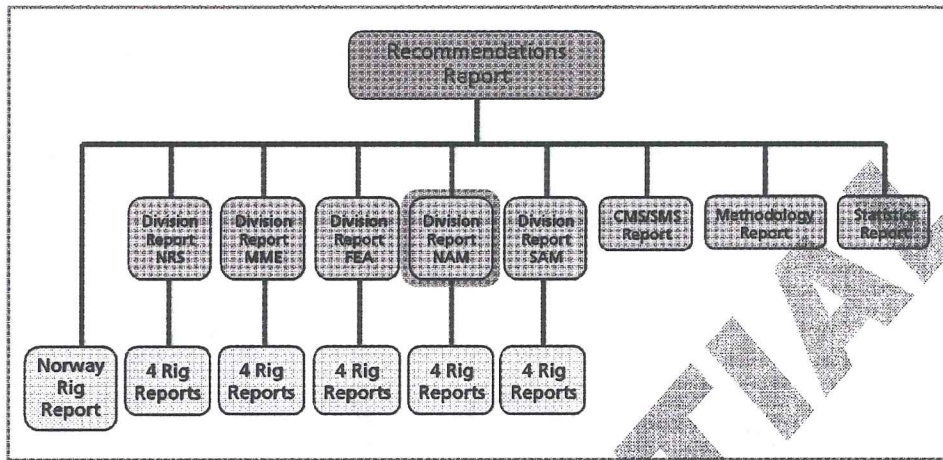 Recommendations
Report
Division
Report
NRS
Division
Report
MME
Division
Report
FEA
Division
Report
NAM
Division
Report
SAM
CMS/SMS
Report
Methodology
Report
Statistics
Report
Norway
Rig
Report
4 Rig
Reports
4 Rig
Reports
4 Rig
Reports
4 Rig
Reports
4 Rig
Reports
TIAL